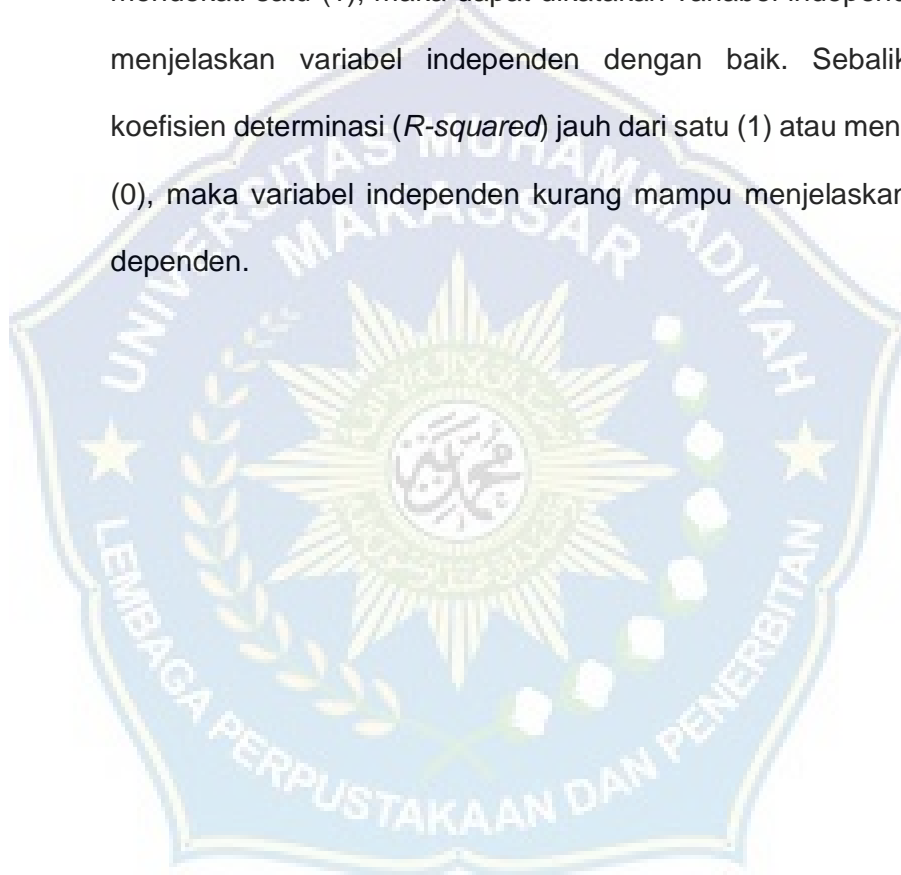 mendekati satu (1), maka dapat dikatakan variabel independ
menjelaskan variabel independen dengan baik. Sebalik
koefisien determinasi (R-squared) jauh dari satu (1) atau men
(0), maka variabel independen kurang mampu menjelaskan
dependen.
UNIVERSITAS MUHAMMADIYAH
MAKASSAR
LEMBAGA PERPUSTAKAAN DAN PENERBITAN